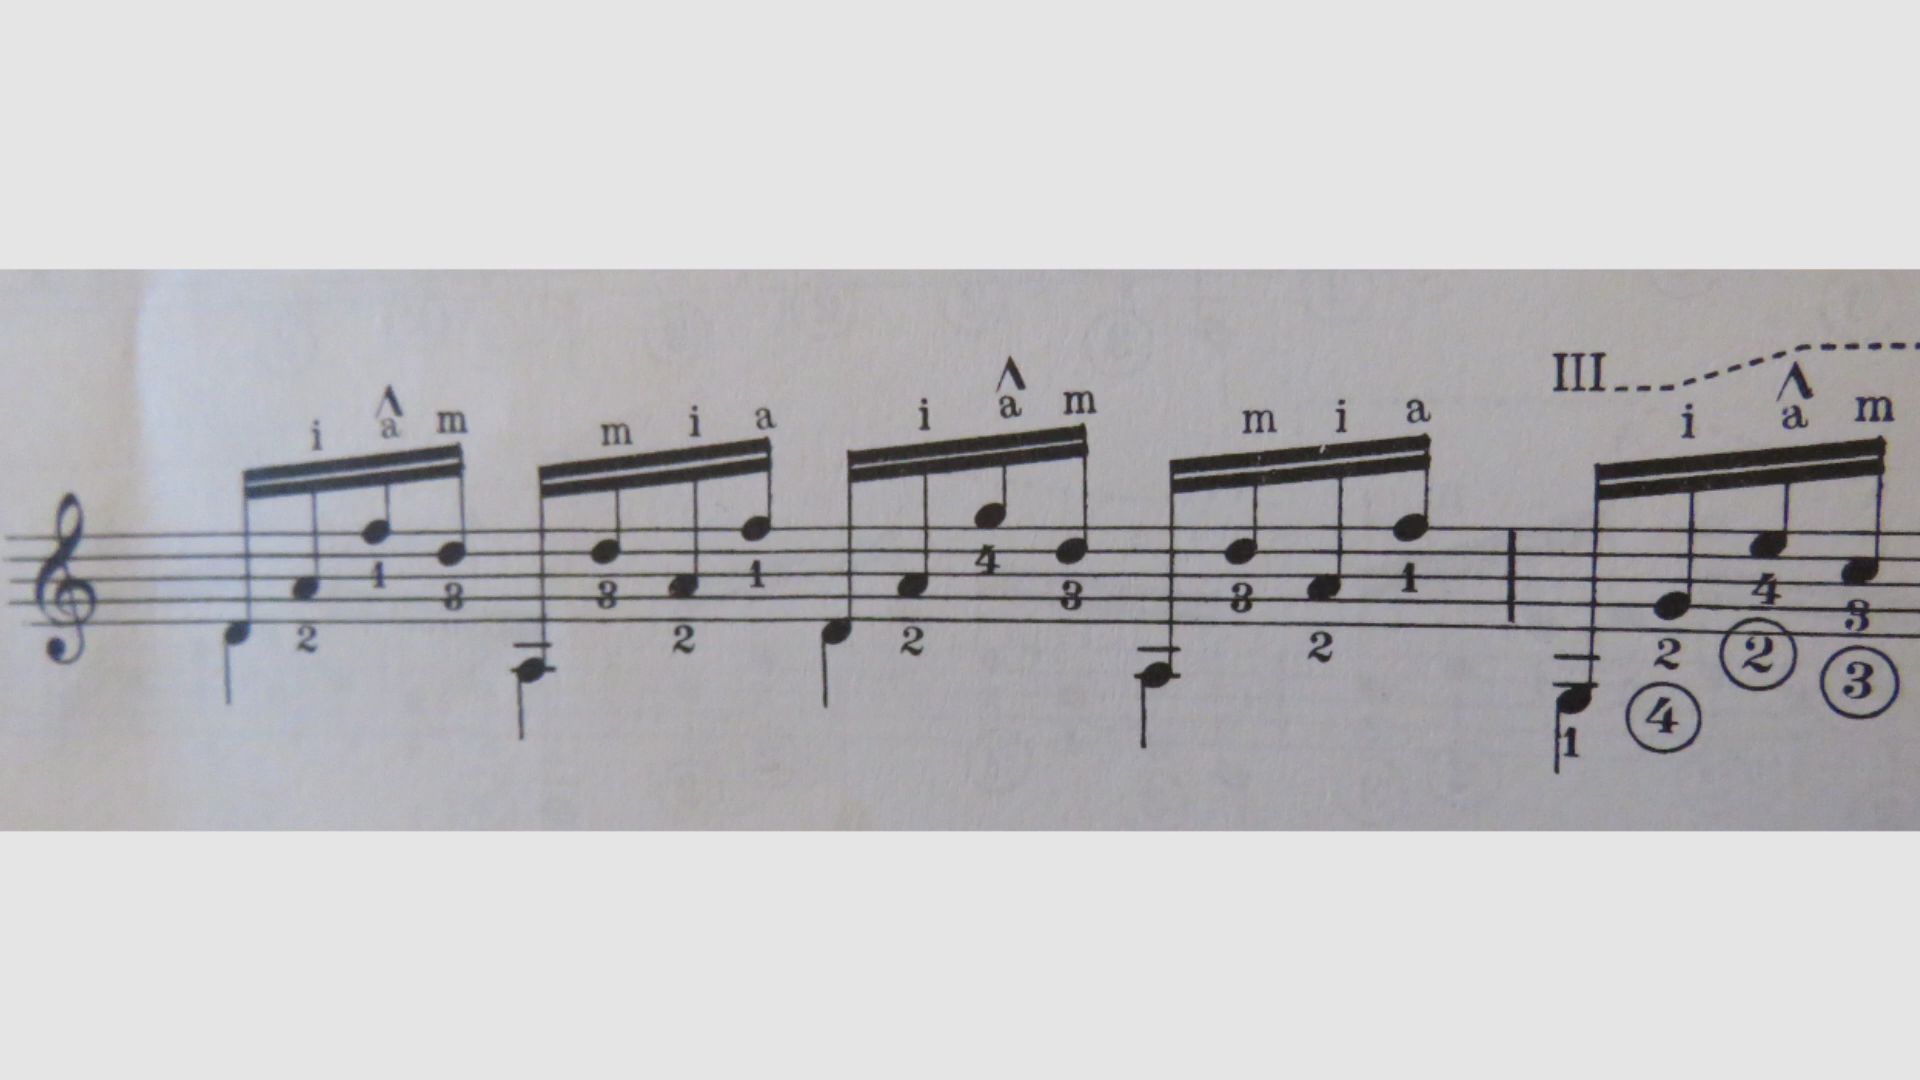 III
i â m m i a i â m m i a i â m
1 3 3 1 4 3 3 1 4 3
2 2 2 2 2 ② ③
1 ④